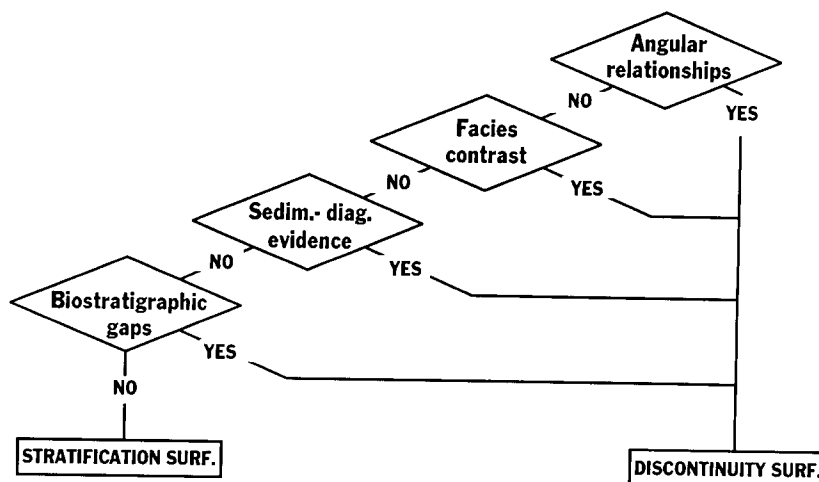 Angular
relationships
NO
YES
Facies
contrast
NO
YES
Sedim.- diag.
evidence
NO
YES
Biostratigraphic
gaps
YES
NO
STRATIFICATION SURF.
DISCONTINUITY SURF.